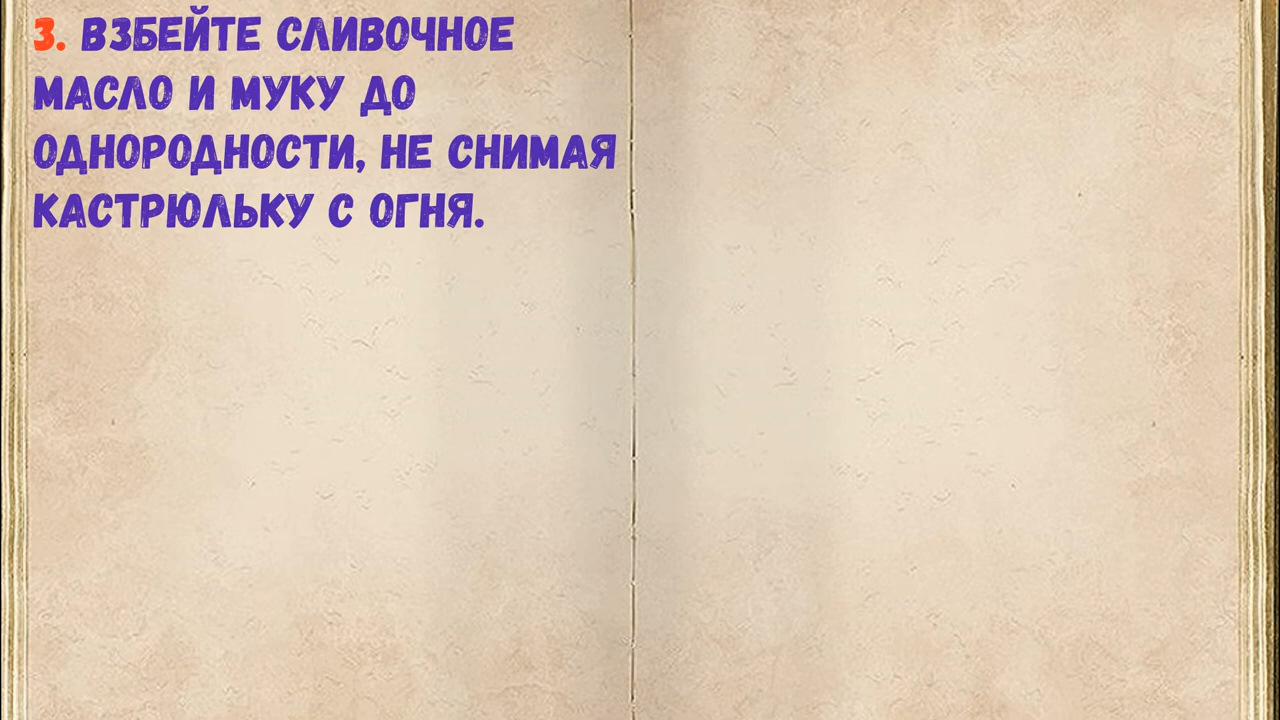 3. ВЗБЕЙТЕ СЛИВОЧНОЕ
МАСЛО И МУКУ ДО
ОДНОРОДНОСТИ, НЕ СНИМАЯ
КАСТРЮЛЬКУ С ОГНЯ.